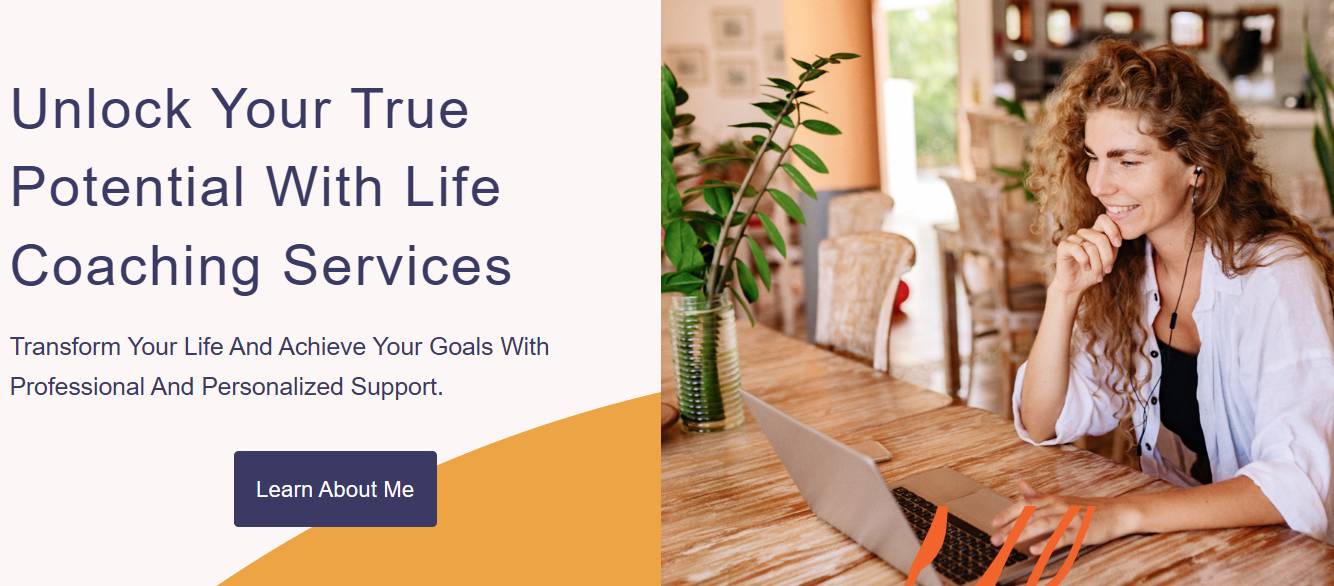 Unlock Your True
Potential With Life
Coaching Services
Transform Your Life And Achieve Your Goals With
Professional And Personalized Support.
Learn About Me